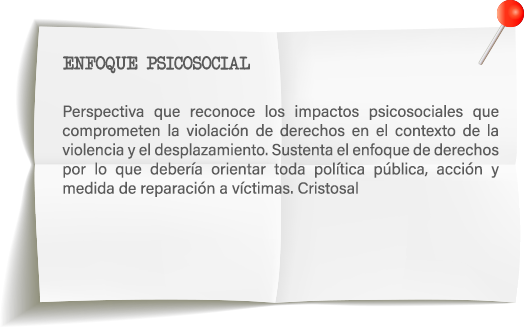 ENFOQUE PSICOSOCIAL
Perspectiva que reconoce los impactos psicosociales que
comprometen la violación de derechos en el contexto de la
violencia y el desplazamiento. Sustenta el enfoque de derechos
por lo que debería orientar toda política pública, acción y
medida de reparación a víctimas. Cristosal